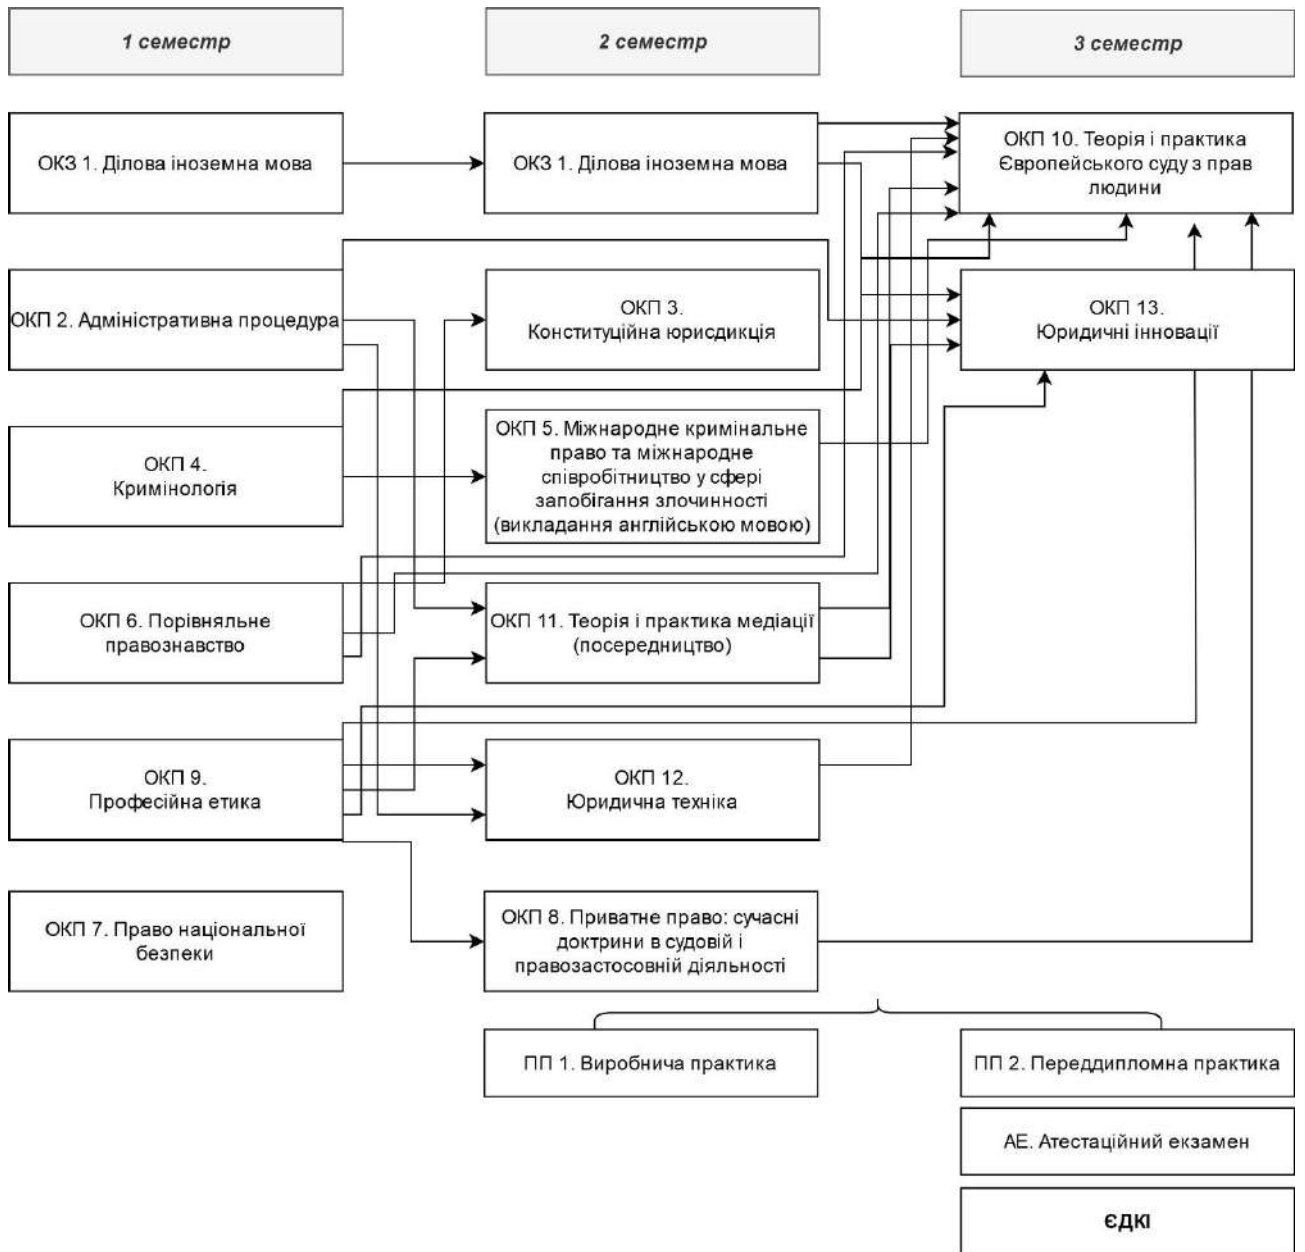 1 семестр
2 семестр
3 семестр
ОКЗ 1. Ділова іноземна мова
ОКЗ 1. Ділова іноземна мова
ОКП 10. Теорія і практика
Європейського суду з прав
людини
ОКП 2. Адміністративна процедура
ОКП 3.
Конституційна юрисдикція
ОКП 13.
Юридичні інновації
ОКП 4.
Кримінологія
ОКП 5. Міжнародне кримінальне
право та міжнародне
співробітництво у сфері
запобігання злочинності
(викладання англійською мовою)
ОКП 6. Порівняльне
правознавство
ОКП 11. Теорія і практика медіації
(посередництво)
ОКП 9.
Професійна етика
ОКП 12.
Юридична техніка
ОКП 7. Право національної
безпеки
ОКП 8. Приватне право: сучасні
доктрини в судовій і
правозастосовній діяльності
ПП 1. Виробнича практика
ПП 2. Переддипломна практика
АЕ. Атестаційний екзамен
ЄДКІ